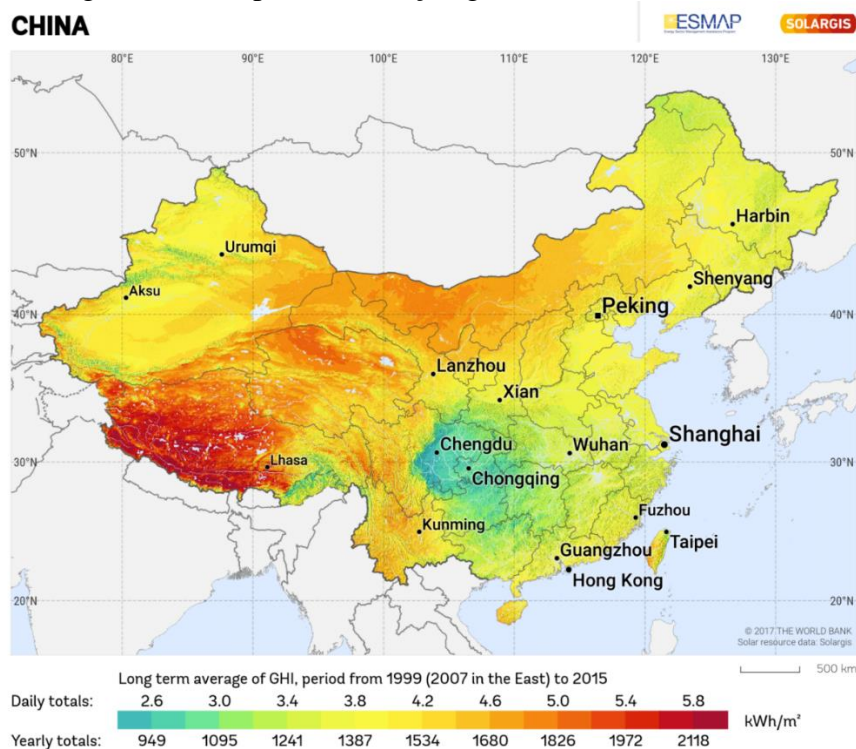 CHINA
ESMAP
SOLARGIS
80°E 90°E 100°E 110°E 120°E 130°E
50°N 50°N
Harbin
Urumqi
Shenyang
Aksu
Peking
40°N 40°N
Lanzhou
Xian
Shanghai
Chengdu
Wuhan
30°N Lhasa 30°N
Chongqing
Fuzhou
Kunming
Taipei
Guangzhou
Hong Kong
20°N 20°N
© 2017 THE WORLD BANK
Solar resource data: Solargis
Long term average of GHI, period from 1999 (2007 in the East) to 2015
500 km
Daily totals: 2.6 3.0 3.4 3.8 4.2 4.6 5.0 5.4 5.8
kWh/m²
Yearly totals: 949 1095 1241 1387 1534 1680 1826 1972 2118